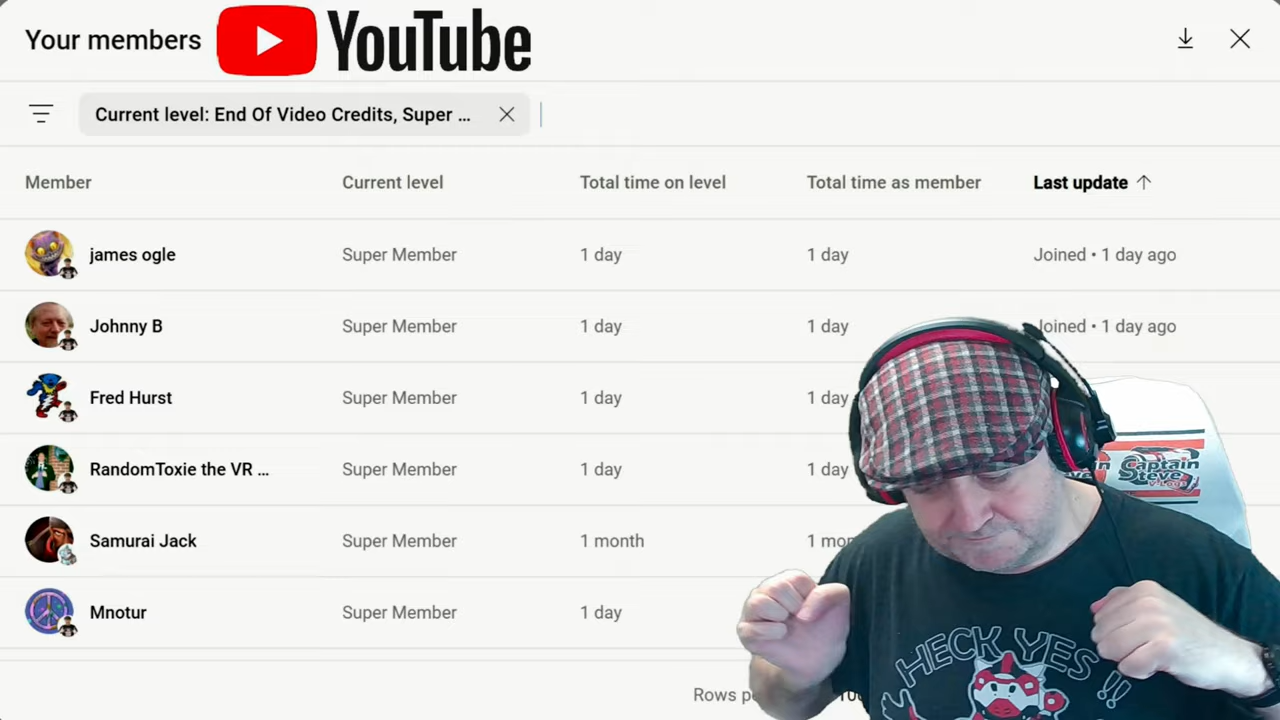 Your members YouTube
Current level: End Of Video Credits, Super ...
Member Current level Total time on level Total time as member Last update
james ogle Super Member 1 day 1 day Joined • 1 day ago
Johnny B Super Member 1 day 1 day Joined • 1 day ago
Fred Hurst Super Member 1 day 1 day
RandomToxie the VR ... Super Member 1 day 1 day
Captain
Steve
Samurai Jack Super Member 1 month 1 mor
Mnotur Super Member 1 day
HECK YES!!
Rows